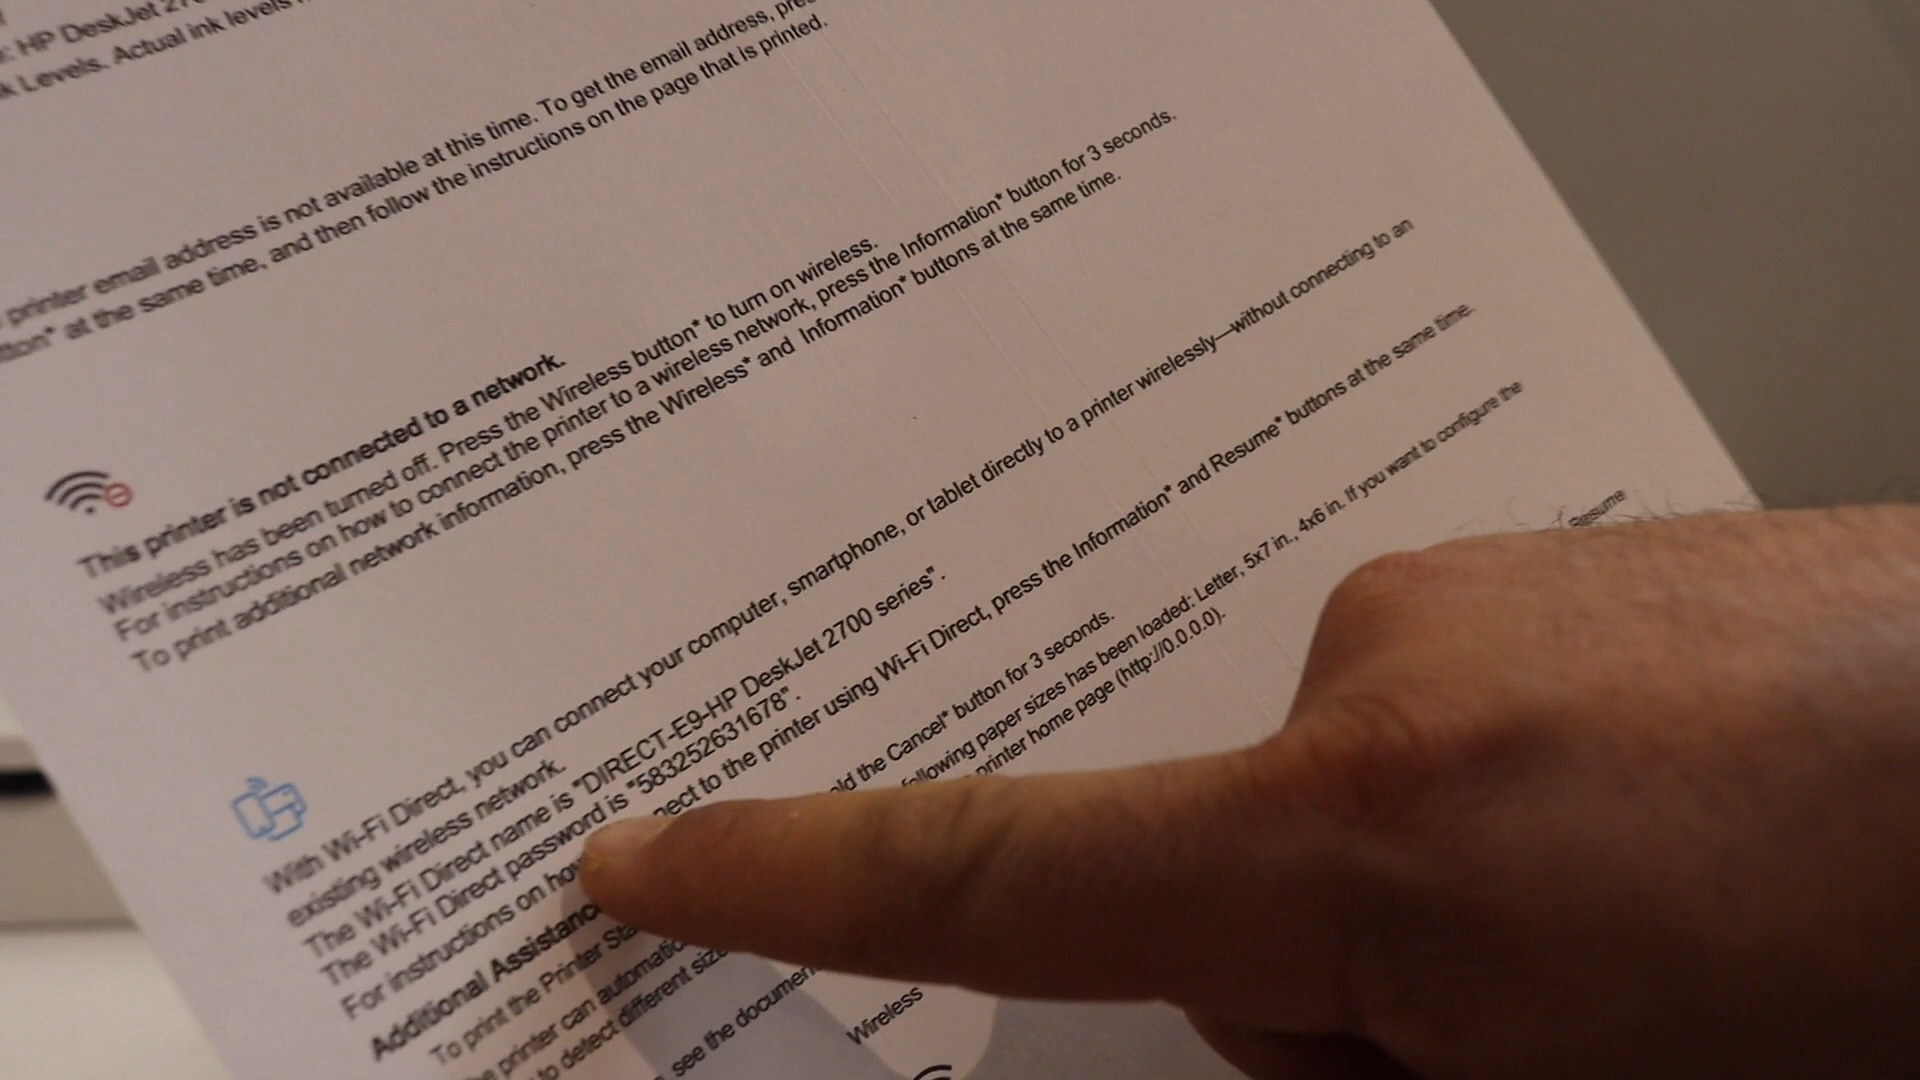 : HP DeskJet 270
k Levels. Actual ink levels
printer email address is not available at this time. To get the email address, pre
tton* at the same time, and then follow the instructions on the page that is printed.
This printer is not connected to a network.
Wireless has been turned off. Press the Wireless button* to turn on wireless.
For instructions on how to connect the printer to a wireless network, press the Information* button for 3 seconds.
To print additional network information, press the Wireless* and Information* buttons at the same time.
With Wi-Fi Direct, you can connect your computer, smartphone, or tablet directly to a printer wirelessly—without connecting to an
existing wireless network.
The Wi-Fi Direct name is "DIRECT-E9-HP DeskJet 2700 series".
The Wi-Fi Direct password is "583252631678".
For instructions on how nect to the printer using Wi-Fi Direct, press the Information* and Resume* buttons at the same time.
Additional Assistanc
To print the Printer Sta old the Cancel* button for 3 seconds.
e printer can automatic following paper sizes has been loaded: Letter, 5x7 in., 4x6 in. If you want to configure the
to detect different size printer home page (http://0.0.0.0).
see the documen
Resume
Wireless